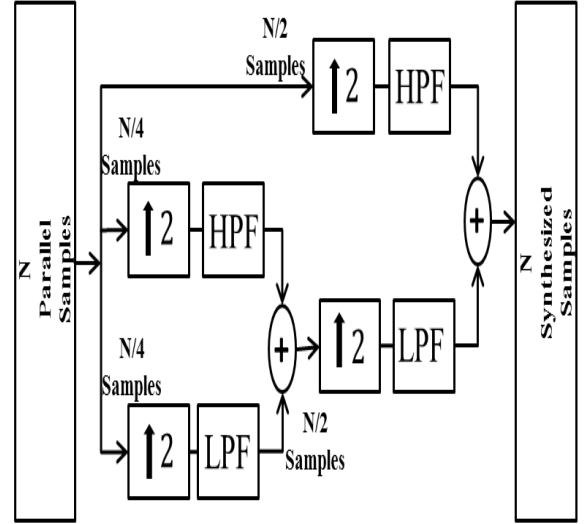 N
Parallel
Samples
N/2
Samples
↑2
HPF
N/4
Samples
↑2
HPF
+
N/4
Samples
↑2
LPF
+
N/2
Samples
↑2
LPF
N
Synthesized
Samples